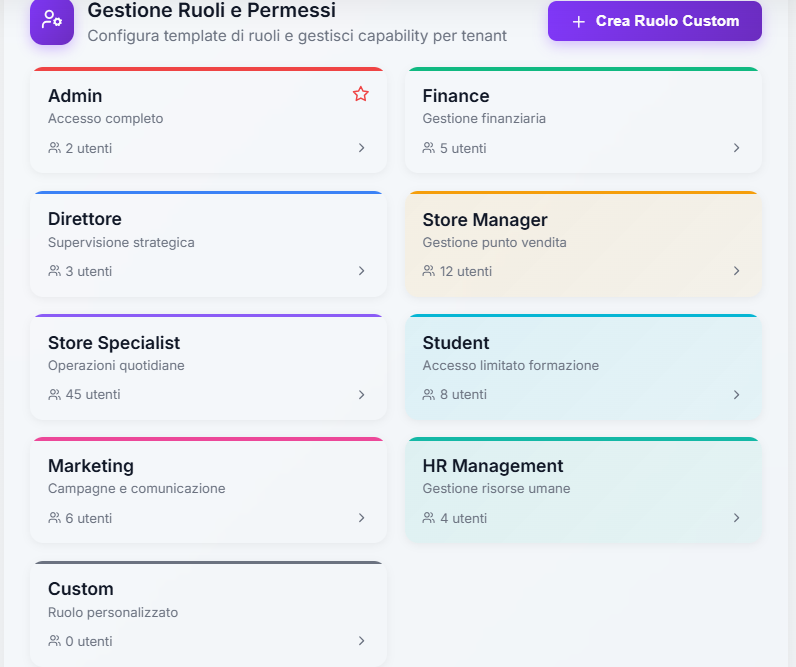 Gestione Ruoli e Permessi
Configura template di ruoli e gestisci capability per tenant
Crea Ruolo Custom
Admin
Accesso completo
2 utenti
Finance
Gestione finanziaria
5 utenti
Direttore
Supervisione strategica
3 utenti
Store Manager
Gestione punto vendita
12 utenti
Store Specialist
Operazioni quotidiane
45 utenti
Student
Accesso limitato formazione
8 utenti
Marketing
Campagne e comunicazione
6 utenti
HR Management
Gestione risorse umane
4 utenti
Custom
Ruolo personalizzato
0 utenti